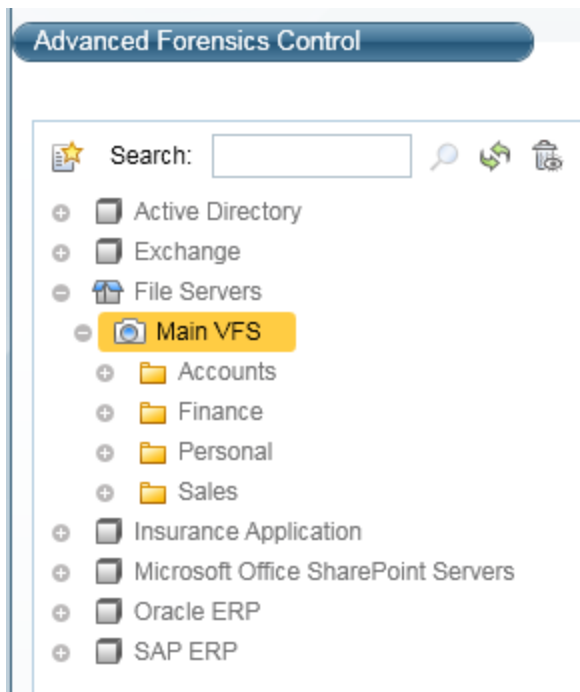 Advanced Forensics Control
Search:
Active Directory
Exchange
File Servers
Main VFS
Accounts
Finance
Personal
Sales
Insurance Application
Microsoft Office SharePoint Servers
Oracle ERP
SAP ERP